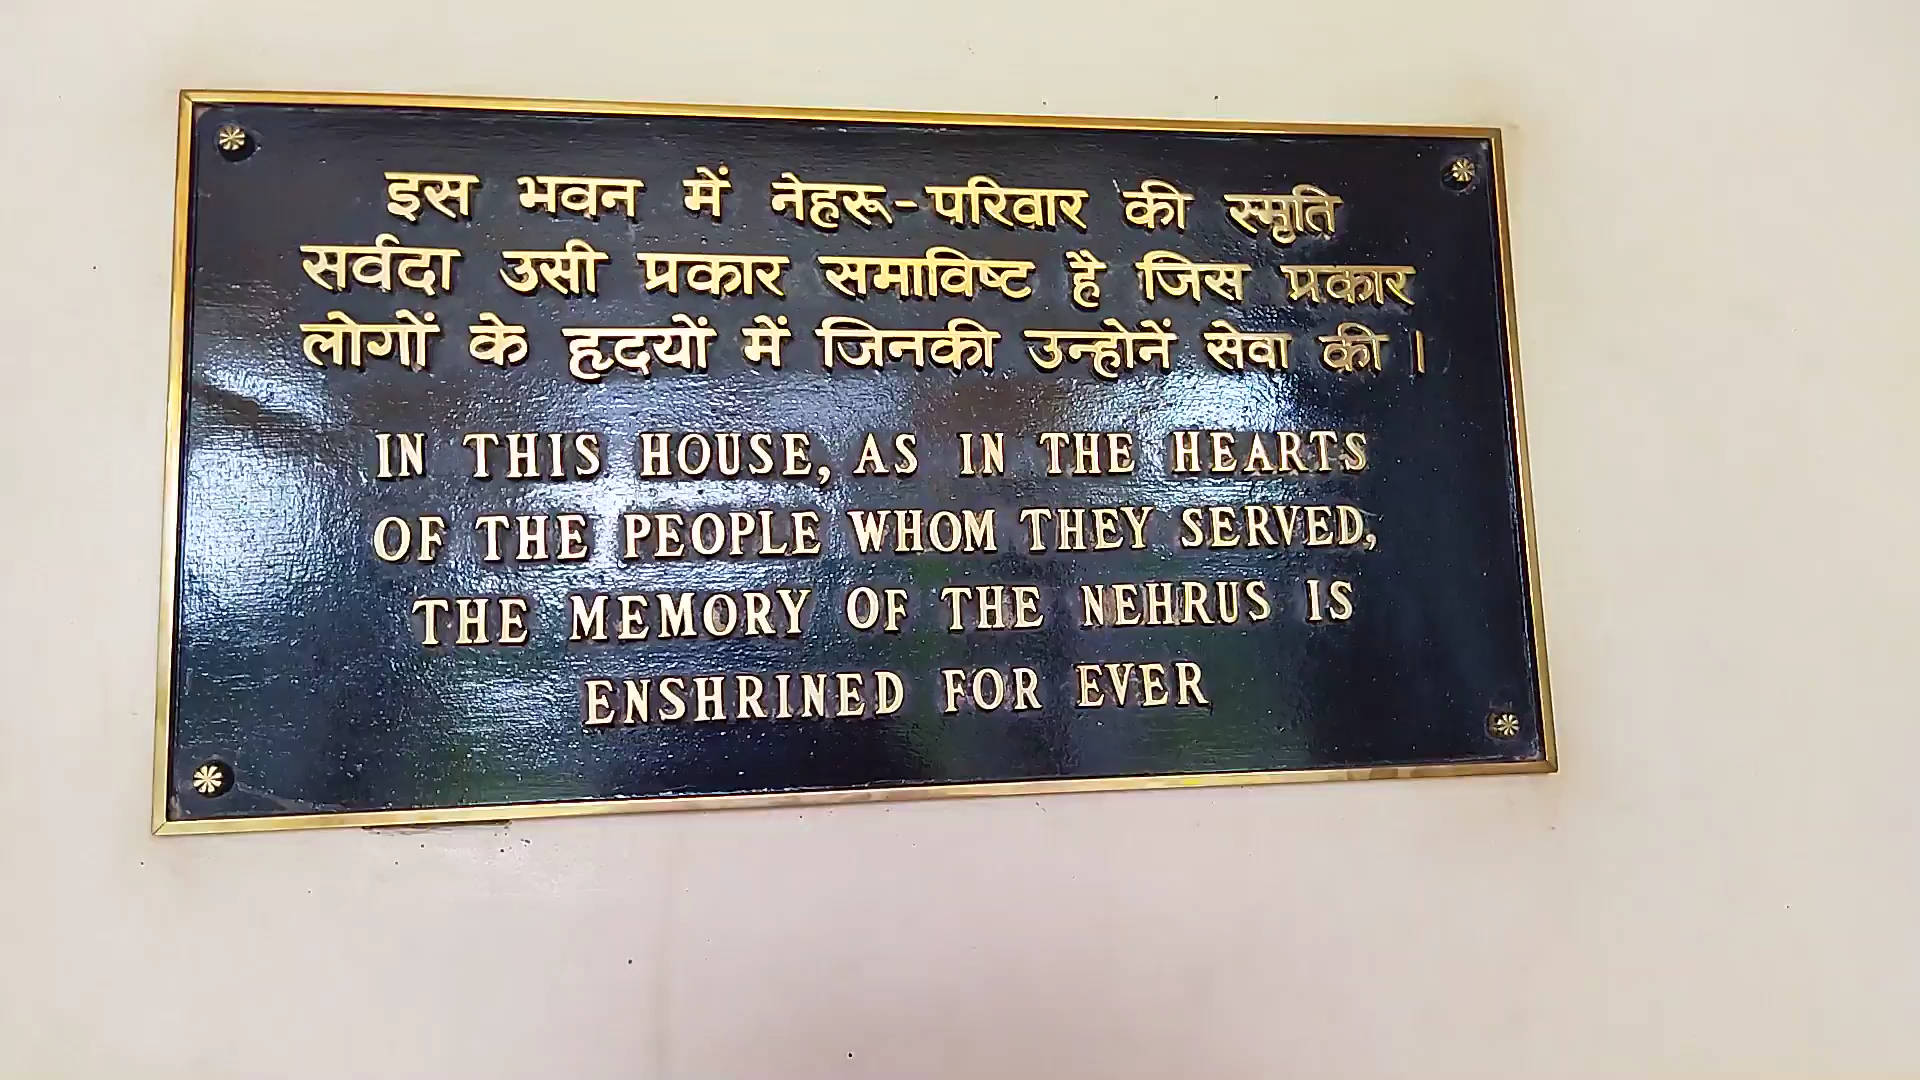 इस भवन में नेहरू-परिवार की स्मृति
सर्वदा उसी प्रकार समाविष्ट है जिस प्रकार
लोगों के हृदयों में जिनकी उन्होनें सेवा की ।
IN THIS HOUSE, AS IN THE HEARTS
OF THE PEOPLE WHOM THEY SERVED,
THE MEMORY OF THE NEHRUS IS
ENSHRINED FOR EVER